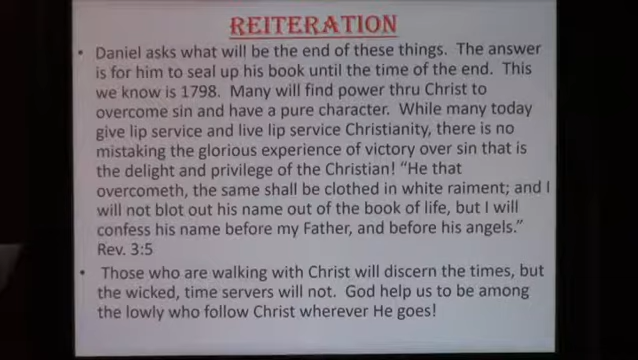 REITERATION
• Daniel asks what will be the end of these things. The answer
is for him to seal up his book until the time of the end. This
we know is 1798. Many will find power thru Christ to
overcome sin and have a pure character. While many today
give lip service and live lip service Christianity, there is no
mistaking the glorious experience of victory over sin that is
the delight and privilege of the Christian! “He that
overcometh, the same shall be clothed in white raiment; and I
will not blot out his name out of the book of life, but I will
confess his name before my Father, and before his angels.”
Rev. 3:5
• Those who are walking with Christ will discern the times, but
the wicked, time servers will not. God help us to be among
the lowly who follow Christ wherever He goes!